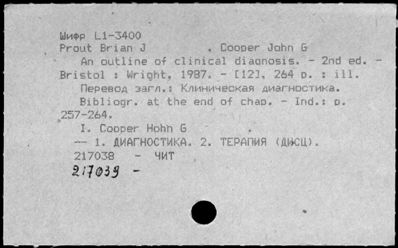 Шифр L1-3400
Prout Brian J , Cooper John G
An outline of clinical diagnosis. - 2nd ed. -
Bristol : Wright, 1987. - [12], 264 p. : ill.
Перевод загл.: Клиническая диагностика.
Bibliogr. at the end of chap. - Ind.: p.
257-264.
I. Cooper Hohn G .
-- 1. ДИАГНОСТИКА. 2. ТЕРАПИЯ (ДИСЦ).
217038 - ЧИТ
217039 -